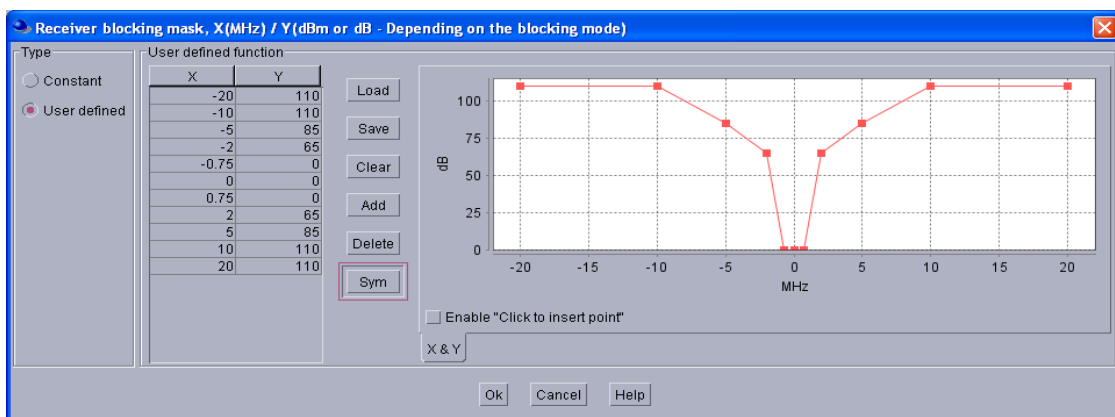 Receiver blocking mask, X(MHz) / Y(dBm or dB - Depending on the blocking mode)
Type
Constant
User defined
User defined function
X Y
-20 110
-10 110
-5 85
-2 65
-0.75 0
0 0
0.75 0
2 65
5 85
10 110
20 110
Load
Save
Clear
Add
Delete
Sym
dB
100
75
50
25
0
-20 -15 -10 -5 0 5 10 15 20
MHz
Enable "Click to insert point"
X & Y
Ok Cancel Help